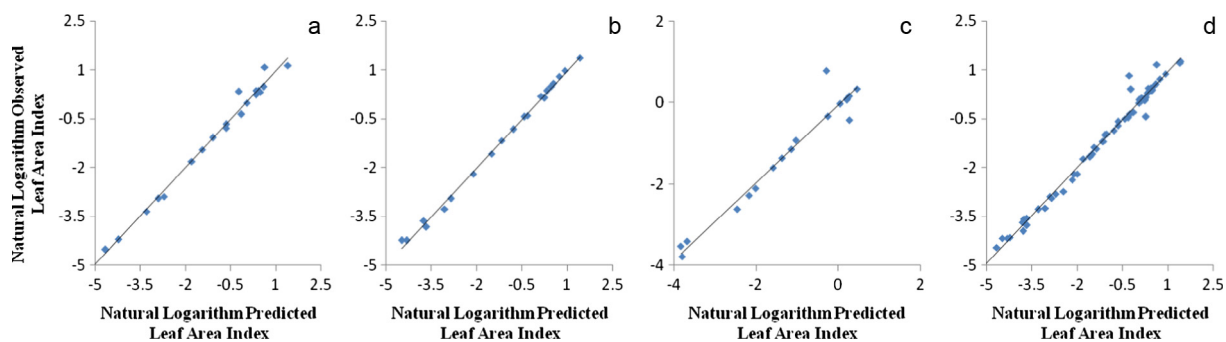 a
b
c
d
Natural Logarithm Observed
Leaf Area Index
2.5
1
-0.5
-2
-3.5
-5
-5 -3.5 -2 -0.5 1 2.5
Natural Logarithm Predicted
Leaf Area Index
2.5
1
-0.5
-2
-3.5
-5
-5 -3.5 -2 -0.5 1 2.5
Natural Logarithm Predicted
Leaf Area Index
2
0
-2
-4
-4 -2 0 2
Natural Logarithm Predicted
Leaf Area Index
2.5
1
-0.5
-2
-3.5
-5
-5 -3.5 -2 -0.5 1 2.5
Natural Logarithm Predicted
Leaf Area Index